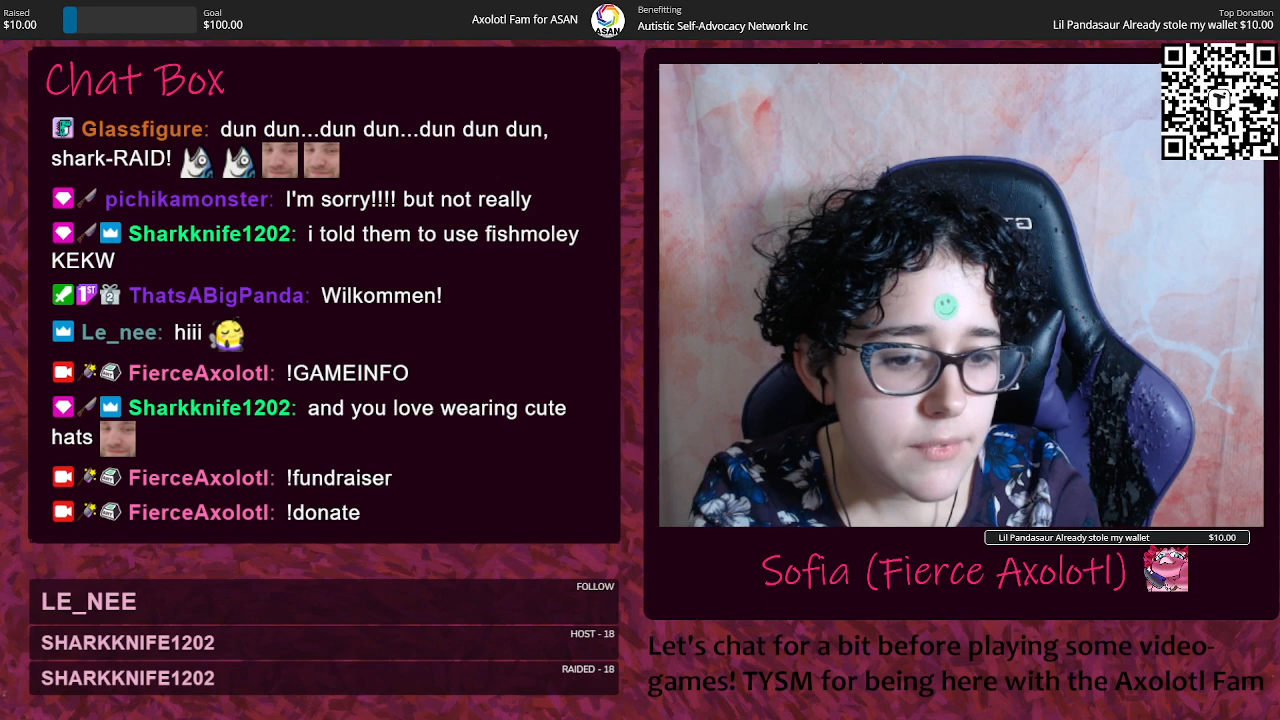 Raised
$10.00
Goal
$100.00
Axolotl Fam for ASAN
ASAN
Benefitting
Autistic Self-Advocacy Network Inc
Top Donation
Lil Pandasaur Already stole my wallet $10.00
Chat Box
Glassfigure: dun dun...dun dun...dun dun dun,
shark-RAID!
pichikamonster: I'm sorry!!!! but not really
Sharkknife1202: i told them to use fishmoley
KEKW
1ST 2 ThatsABigPanda: Wilkommen!
Le_nee: hiii
FierceAxolotl: !GAMEINFO
Sharkknife1202: and you love wearing cute
hats
FierceAxolotl: !fundraiser
FierceAxolotl: !donate
LE_NEE
FOLLOW
SHARKKNIFE1202
HOST - 18
SHARKKNIFE1202
RAIDED - 18
Lil Pandasaur Already stole my wallet $10.00
Sofia (Fierce Axolotl)
Let's chat for a bit before playing some video-
games! TYSM for being here with the Axolotl Fam